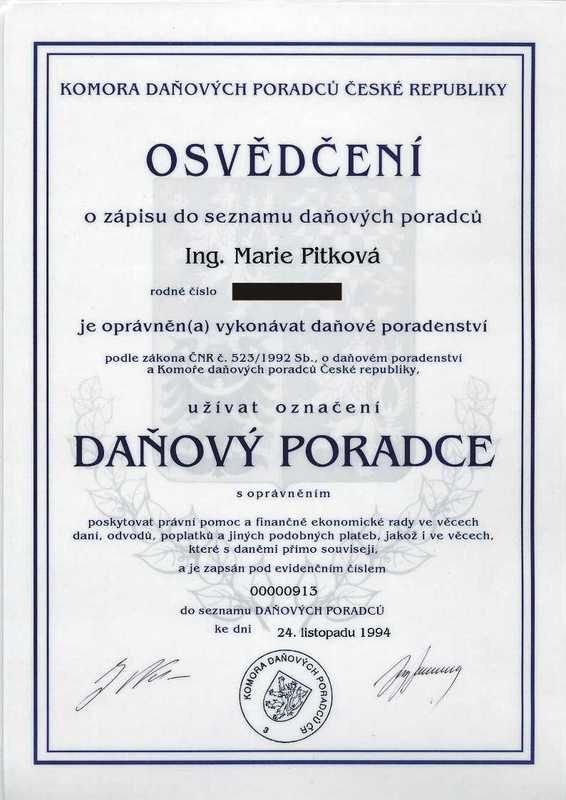 KOMORA DAŇOVÝCH PORADCŮ ČESKÉ REPUBLIKY
OSVĚDČENÍ
o zápisu do seznamu daňových poradců
Ing. Marie Pitková
rodné číslo
je oprávněn(a) vykonávat daňové poradenství
podle zákona ČNR č. 523/1992 Sb., o daňovém poradenství
a Komoře daňových poradců České republiky,
užívat označení
DAŇOVÝ PORADCE
s oprávněním
poskytovat právní pomoc a finančně ekonomické rady ve věcech
daní, odvodů, poplatků a jiných podobných plateb, jakož i ve věcech,
které s daněmi přímo souvisejí,
a je zapsán pod evidenčním číslem
00000913
do seznamu DAŇOVÝCH PORADCŮ
ke dni 24. listopadu 1994
KOMORA DAŇOVÝCH PORADCŮ ČR
3